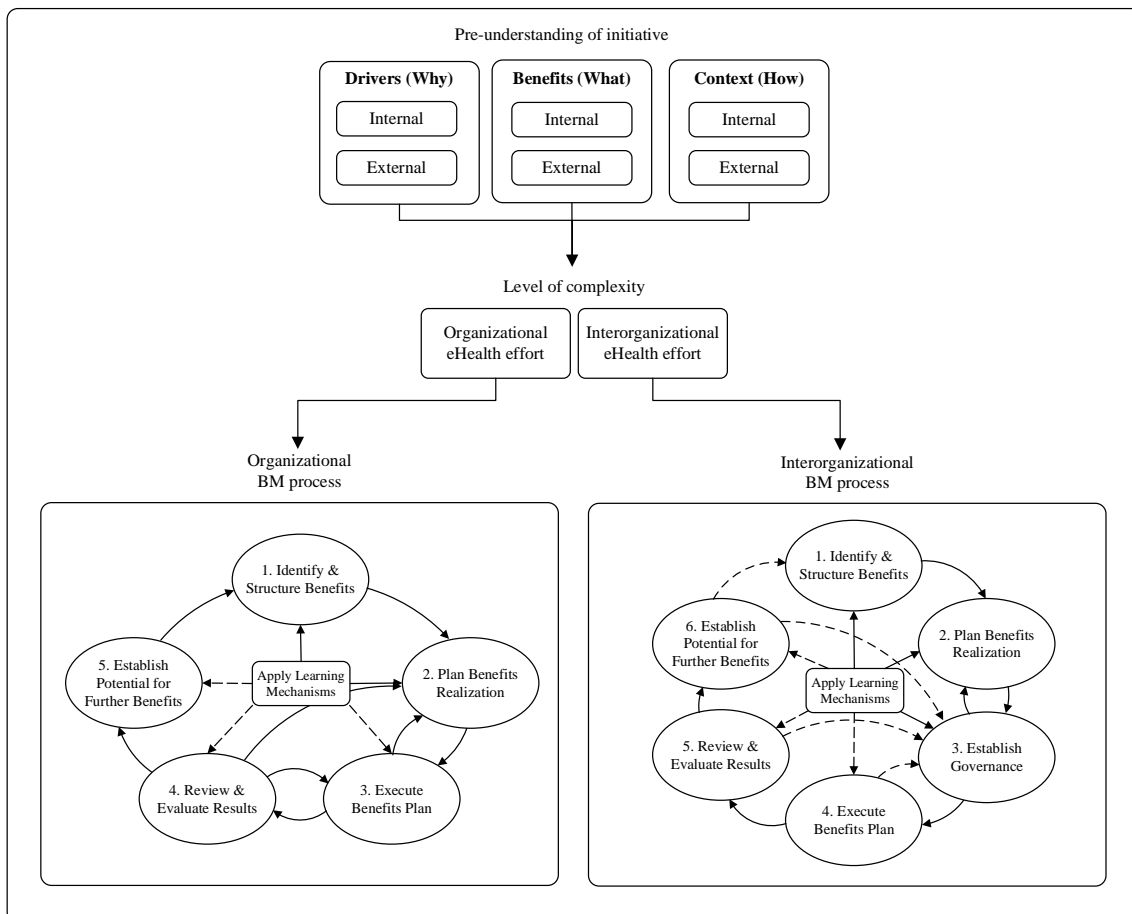 Pre-understanding of initiative
Drivers (Why)
Internal
External
Benefits (What)
Internal
External
Context (How)
Internal
External
Level of complexity
Organizational
eHealth effort
Interorganizational
eHealth effort
Organizational
BM process
1. Identify &
Structure Benefits
2. Plan Benefits
Realization
3. Execute
Benefits Plan
4. Review &
Evaluate Results
5. Establish
Potential for
Further Benefits
Apply Learning
Mechanisms
Interorganizational
BM process
1. Identify &
Structure Benefits
2. Plan Benefits
Realization
3. Establish
Governance
4. Execute
Benefits Plan
5. Review &
Evaluate Results
6. Establish
Potential for
Further Benefits
Apply Learning
Mechanisms